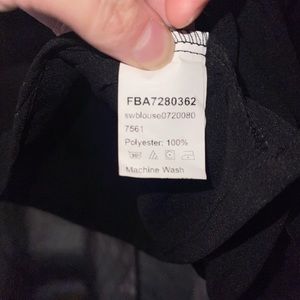 FBA7280362
swblouse0720080
7561
Polyester: 100%
Machine Wash